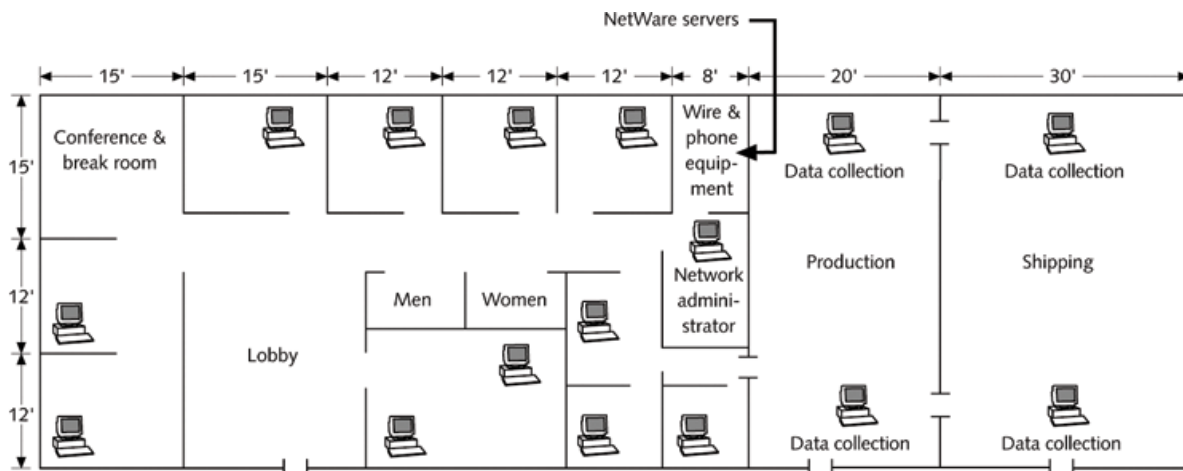 NetWare servers
15'
15'
12'
12'
12'
8'
20'
30'
15'
12'
12'
Conference &
break room
Wire &
phone
equip-
ment
Data collection
Data collection
Network
admini-
strator
Production
Shipping
Men
Women
Lobby
Data collection
Data collection